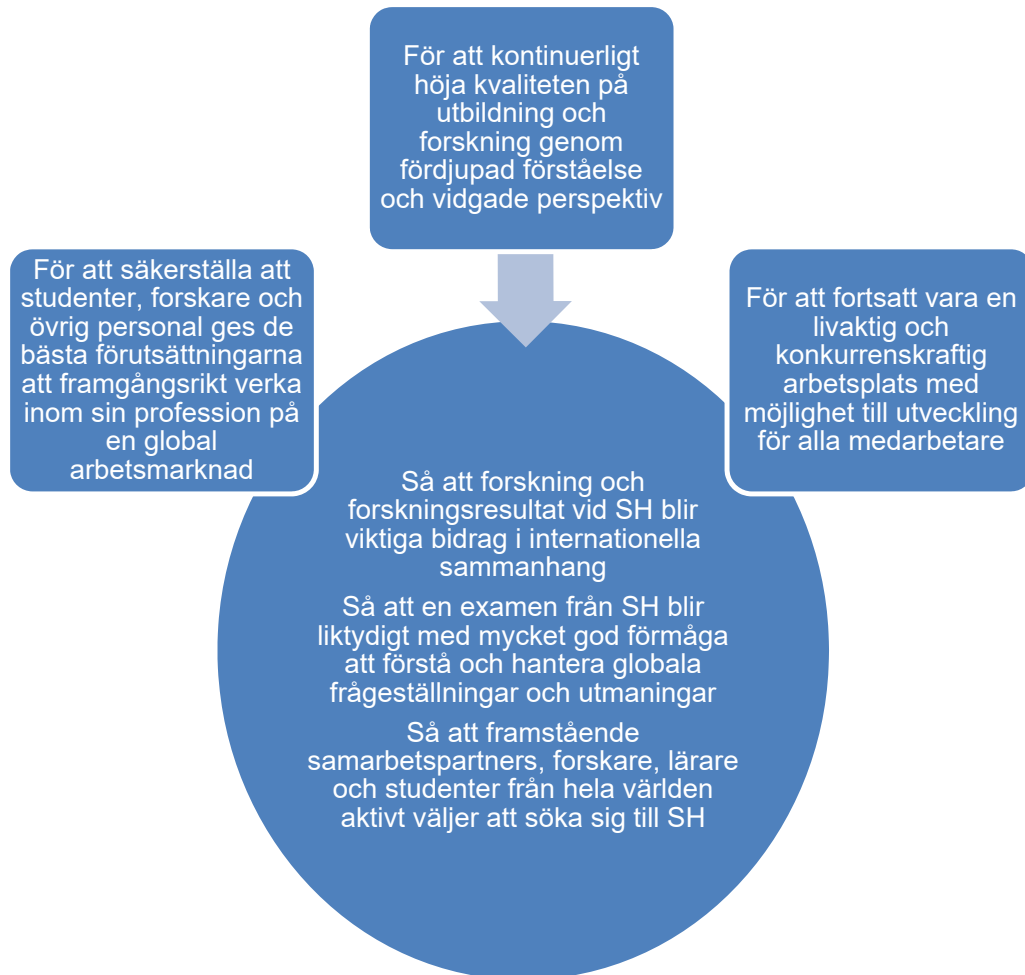 För att kontinuerligt
höja kvaliteten på
utbildning och
forskning genom
fördjupad förståelse
och vidgade perspektiv
För att säkerställa att
studenter, forskare och
övrig personal ges de
bästa förutsättningarna
att framgångsrikt verka
inom sin profession på
en global
arbetsmarknad
För att fortsatt vara en
livaktig och
konkurrenskraftig
arbetsplats med
möjlighet till utveckling
för alla medarbetare
Så att forskning och
forskningsresultat vid SH blir
viktiga bidrag i internationella
sammanhang
Så att en examen från SH blir
liktydigt med mycket god förmåga
att förstå och hantera globala
frågeställningar och utmaningar
Så att framstående
samarbetspartners, forskare, lärare
och studenter från hela världen
aktivt väljer att söka sig till SH